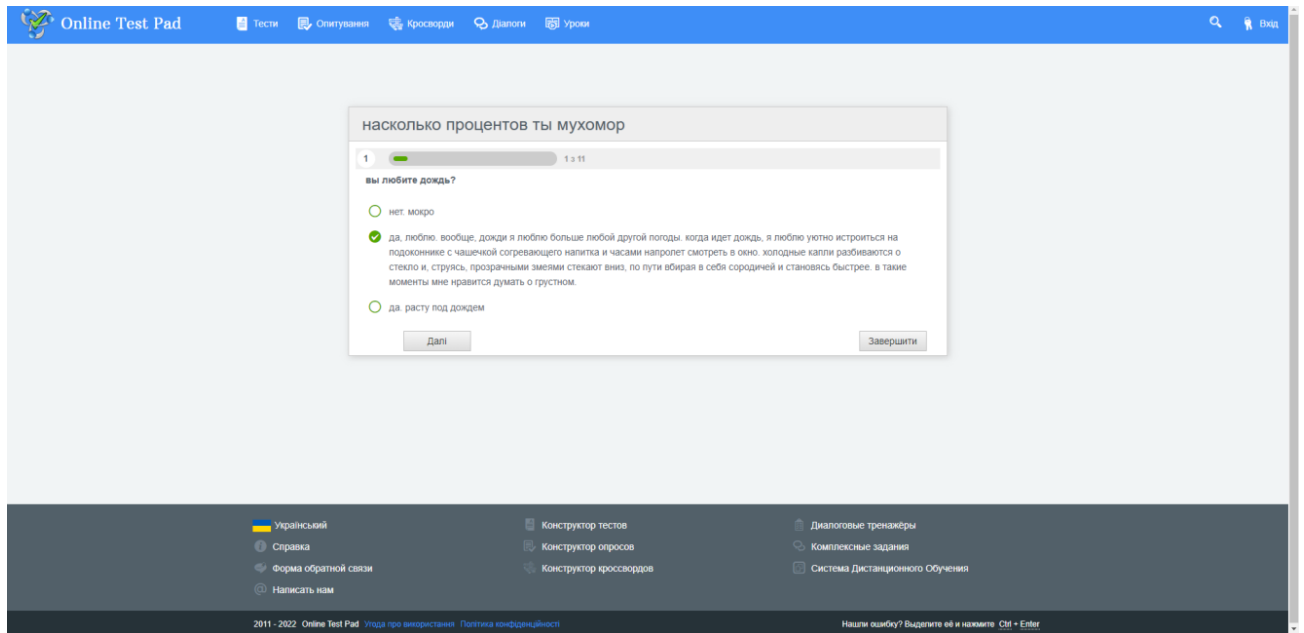 Online Test Pad
Тести
Опитування
Кросворди
Діалоги
Уроки
Вхід
насколько процентов ты мухомор
1
1 з 11
вы любите дождь?
нет. мокро
да, люблю. вообще, дожди я люблю больше любой другой погоды. когда идет дождь, я люблю уютно истроиться на
подоконнике с чашечкой согревающего напитка и часами напролет смотреть в окно. холодные капли разбиваются о
стекло и, струясь, прозрачными змеями стекают вниз, по пути вбирая в себя сородичей и становясь быстрее. в такие
моменты мне нравится думать о грустном.
да. расту под дождем
Далі
Завершити
Український
Справка
Форма обратной связи
Написать нам
Конструктор тестов
Конструктор опросов
Конструктор кроссвордов
Диалоговые тренажёры
Комплексные задания
Система Дистанционного Обучения
2011 - 2022 Online Test Pad Угода про використання Політика конфіденційності
Нашли ошибку? Выделите её и нажмите Ctrl + Enter